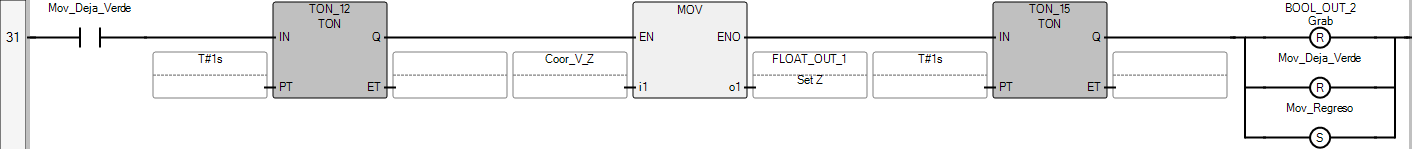 Mov_Deja_Verde
TON_12
TON
MOV
TON_15
TON
BOOL_OUT_2
Grab
31
IN
Q
EN
ENO
IN
Q
R
T#1s
Coor_V_Z
FLOAT_OUT_1
T#1s
Mov_Deja_Verde
Set Z
PT
ET
i1
o1
PT
ET
R
Mov_Regreso
S